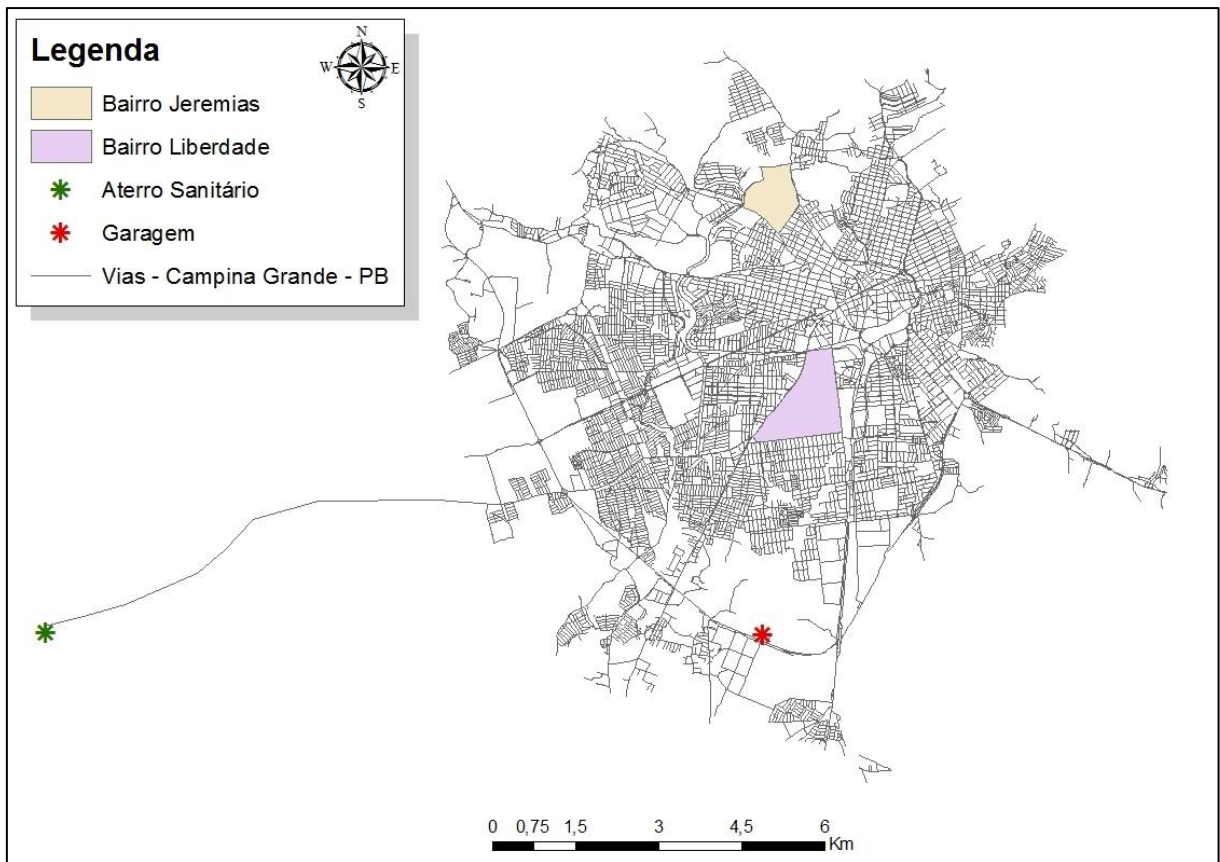 Legenda
N
W E
S
Bairro Jeremias
Bairro Liberdade
Aterro Sanitário
Garagem
Vias - Campina Grande - PB
0 0,75 1,5 3 4,5 6
Km